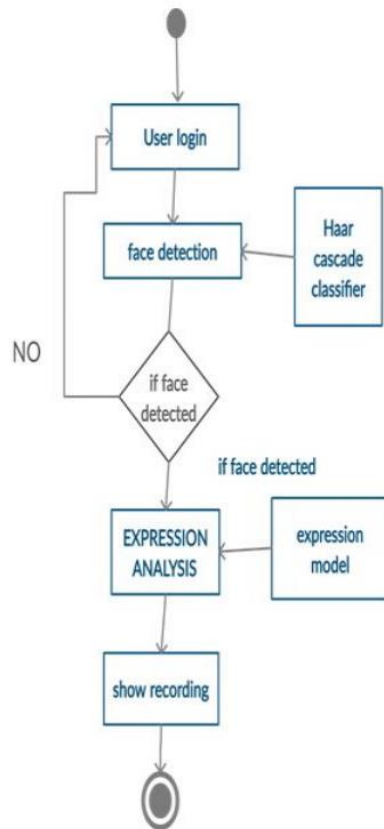 User login
face detection
Haar
cascade
classifier
NO
if face
detected
if face detected
EXPRESSION
ANALYSIS
expression
model
show recording